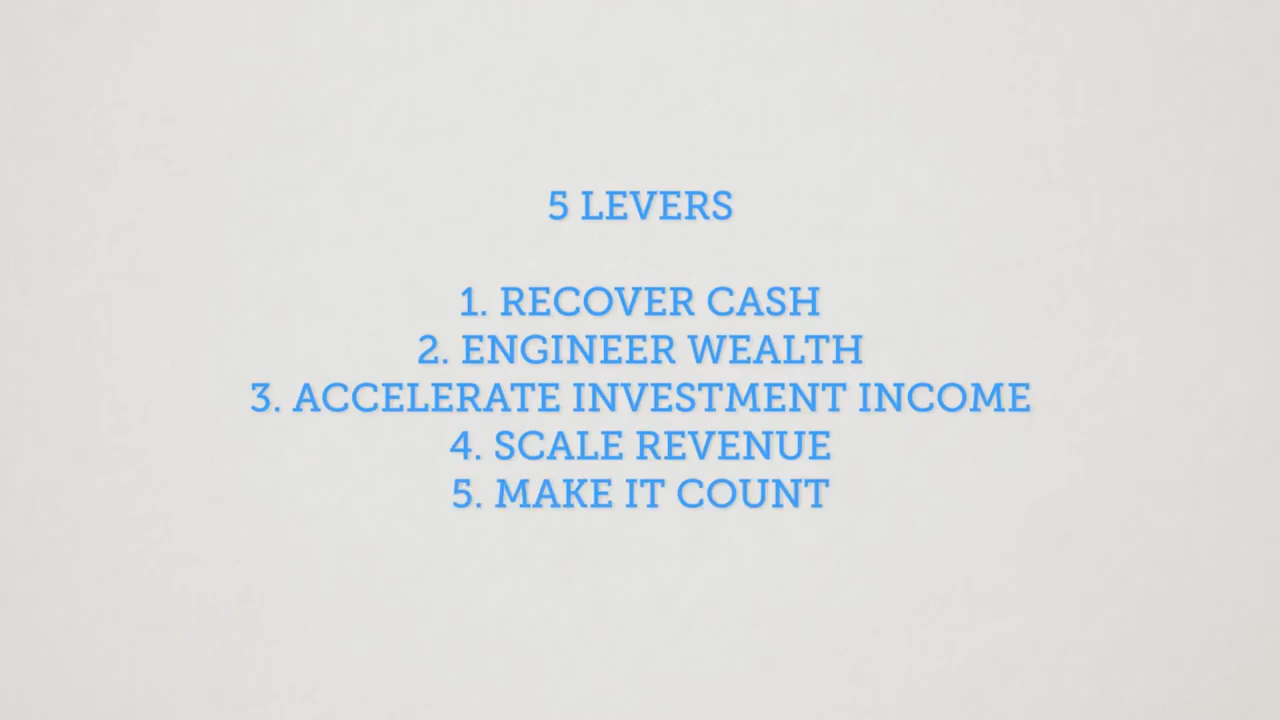 5 LEVERS
1. RECOVER CASH
2. ENGINEER WEALTH
3. ACCELERATE INVESTMENT INCOME
4. SCALE REVENUE
5. MAKE IT COUNT